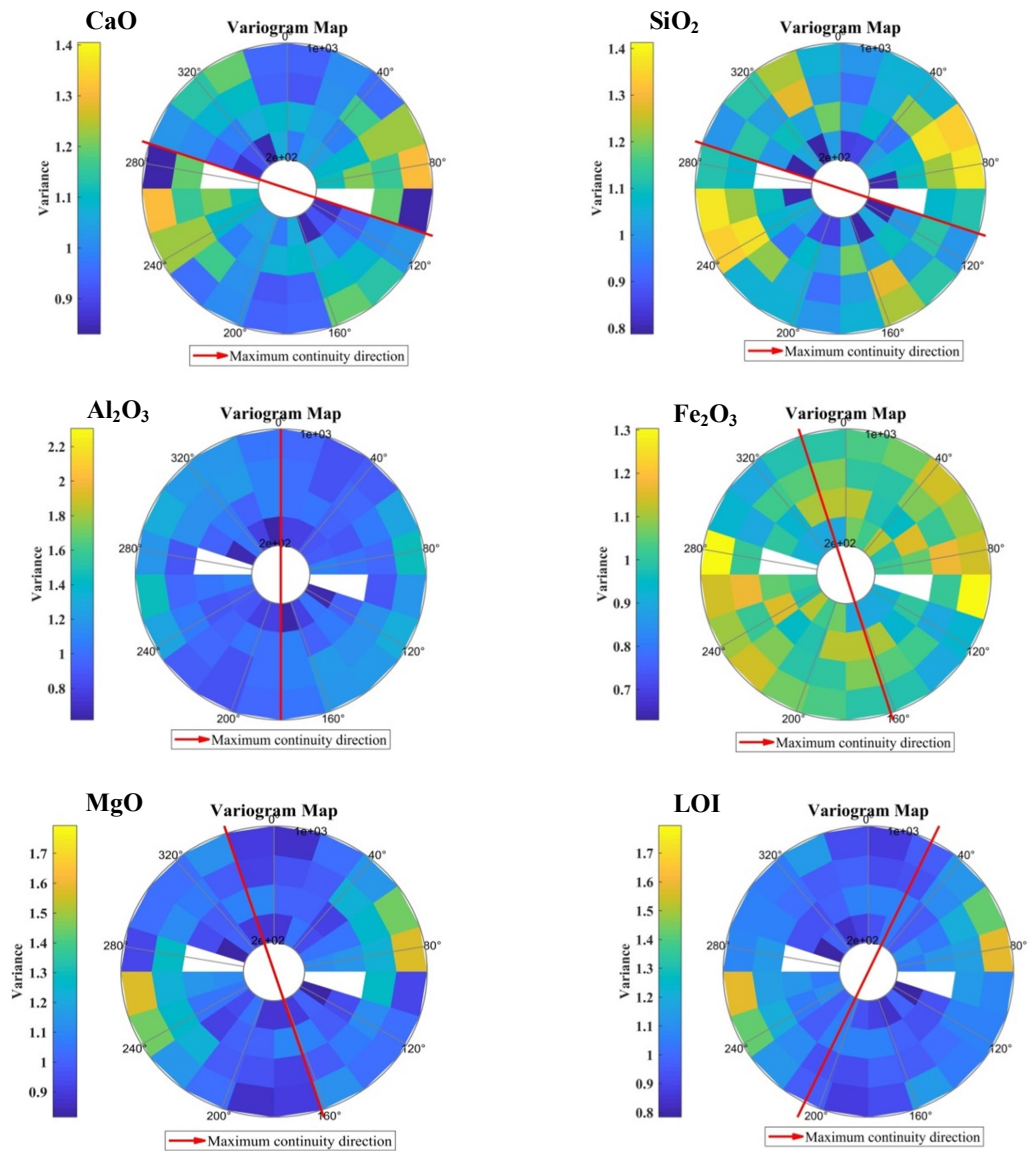 CaO
Variogram Map
0°
1e+03
40°
80°
120°
160°
200°
240°
280°
320°
2e+02
1.4
1.3
1.2
1.1
1
0.9
Variance
Maximum continuity direction
SiO₂
Variogram Map
0°
1e+03
40°
80°
120°
160°
200°
240°
280°
320°
2e+02
1.4
1.3
1.2
1.1
1
0.9
0.8
Variance
Maximum continuity direction
Al₂O₃
Variogram Map
0°
1e+03
40°
80°
120°
160°
200°
240°
280°
320°
2e+02
2.2
2
1.8
1.6
1.4
1.2
1
0.8
Variance
Maximum continuity direction
Fe₂O₃
Variogram Map
0°
1e+03
40°
80°
120°
160°
200°
240°
280°
320°
2e+02
1.3
1.2
1.1
1
0.9
0.8
0.7
Variance
Maximum continuity direction
MgO
Variogram Map
0°
1e+03
40°
80°
120°
160°
200°
240°
280°
320°
2e+02
1.7
1.6
1.5
1.4
1.3
1.2
1.1
1
0.9
Variance
Maximum continuity direction
LOI
Variogram Map
0°
1e+03
40°
80°
120°
160°
200°
240°
280°
320°
2e+02
1.7
1.6
1.5
1.4
1.3
1.2
1.1
1
0.9
0.8
Variance
Maximum continuity direction